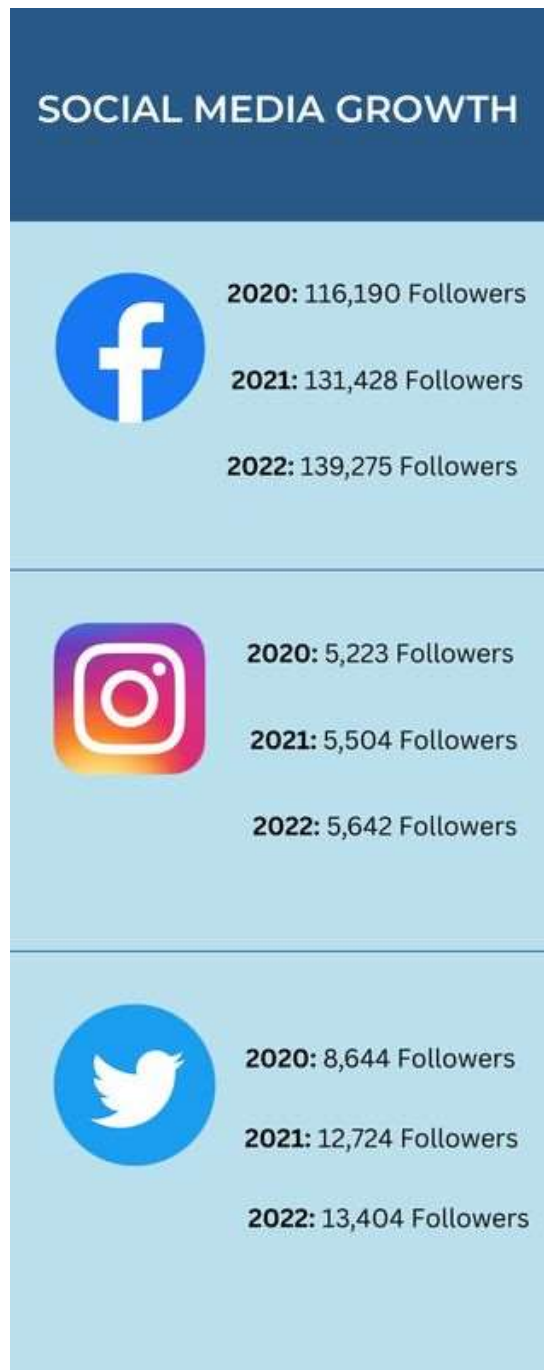 SOCIAL MEDIA GROWTH
2020: 116,190 Followers
2021: 131,428 Followers
2022: 139,275 Followers
2020: 5,223 Followers
2021: 5,504 Followers
2022: 5,642 Followers
2020: 8,644 Followers
2021: 12,724 Followers
2022: 13,404 Followers